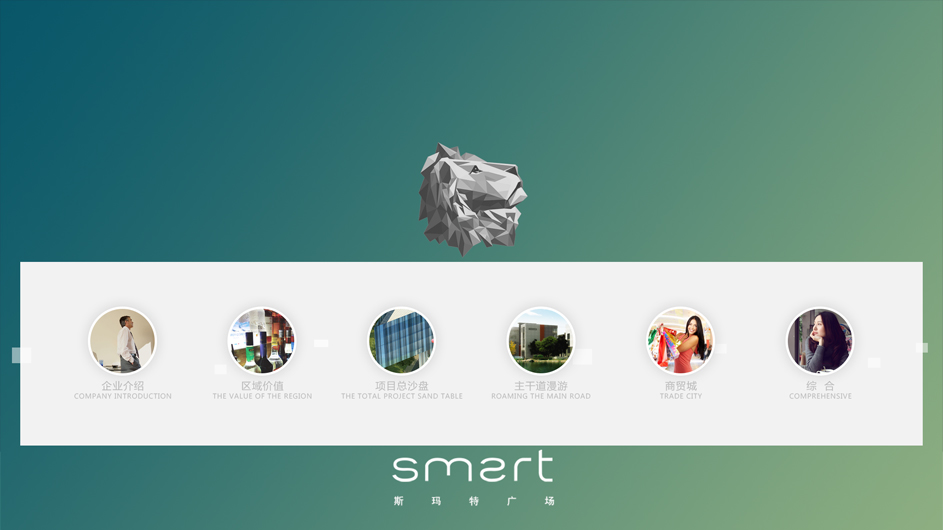 企业介绍
COMPANY INTRODUCTION
区域价值
THE VALUE OF THE REGION
项目总沙盘
THE TOTAL PROJECT SAND TABLE
主干道漫游
ROAMING THE MAIN ROAD
商贸城
TRADE CITY
综 合
COMPREHENSIVE
smart
斯 玛 特 广 场